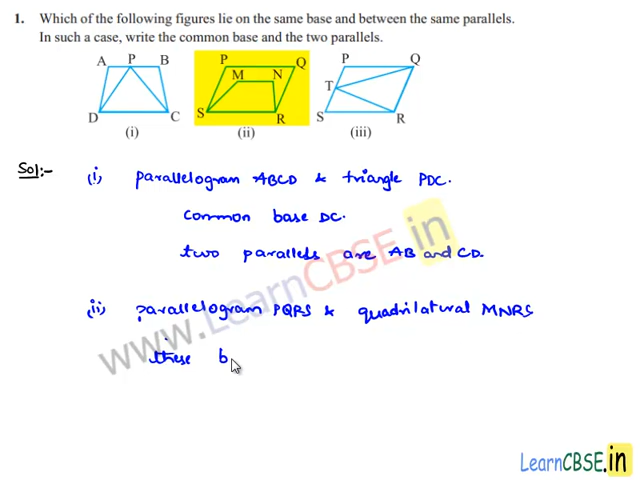 1. Which of the following figures lie on the same base and between the same parallels.
In such a case, write the common base and the two parallels.
A P B
D C
(i)
P Q
M N
S R
(ii)
P Q
T
S R
(iii)
Sol:-
(i) parallelogram ABCD & triangle PDC.
common base DC.
two parallels are AB and CD.
(ii) parallelogram PQRS & quadrilatural MNRS
these b
www.LearnCBSE.in
LearnCBSE.in